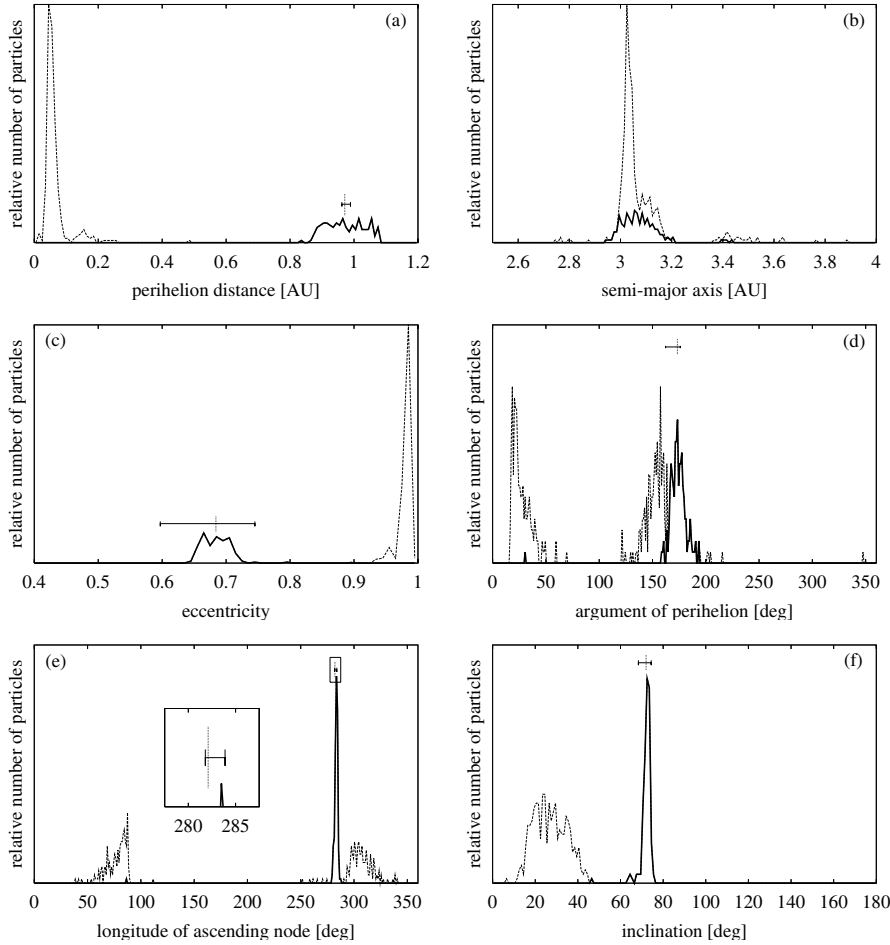 (a)
relative number of particles
0 0.2 0.4 0.6 0.8 1 1.2
perihelion distance [AU]
(b)
relative number of particles
2.6 2.8 3 3.2 3.4 3.6 3.8 4
semi-major axis [AU]
(c)
relative number of particles
0.4 0.5 0.6 0.7 0.8 0.9 1
eccentricity
(d)
relative number of particles
0 50 100 150 200 250 300 350
argument of perihelion [deg]
(e)
relative number of particles
280 285
0 50 100 150 200 250 300 350
longitude of ascending node [deg]
(f)
relative number of particles
0 20 40 60 80 100 120 140 160 180
inclination [deg]